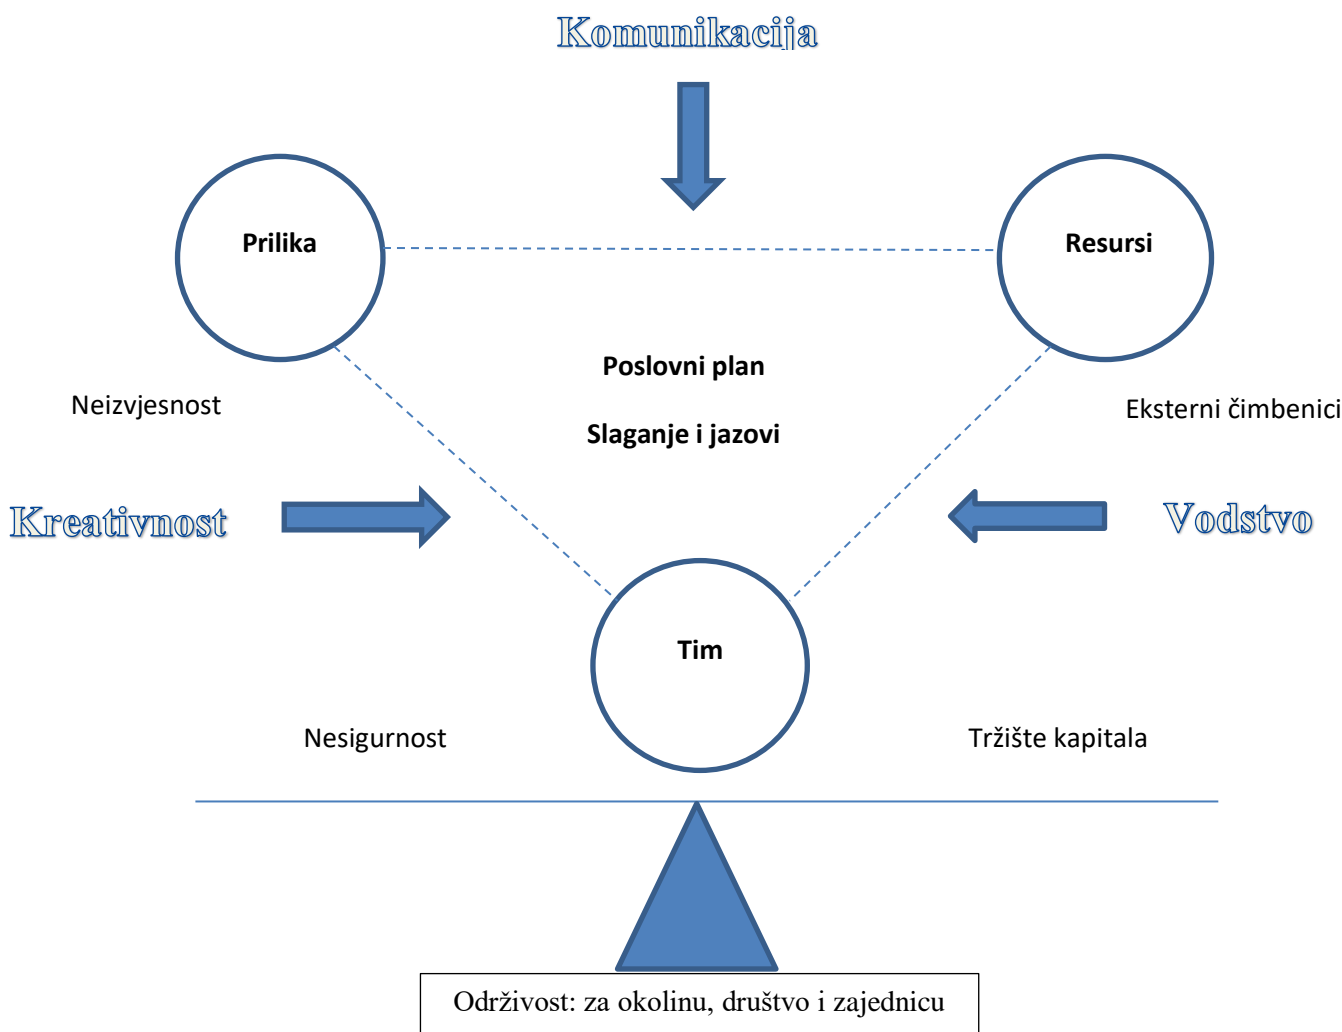 Komunikacija
Prilika
Resursi
Poslovni plan
Neizvjesnost
Eksterni čimbenici
Slaganje i jazovi
Kreativnost
Vodstvo
Tim
Nesigurnost
Tržište kapitala
Održivost: za okolinu, društvo i zajednicu